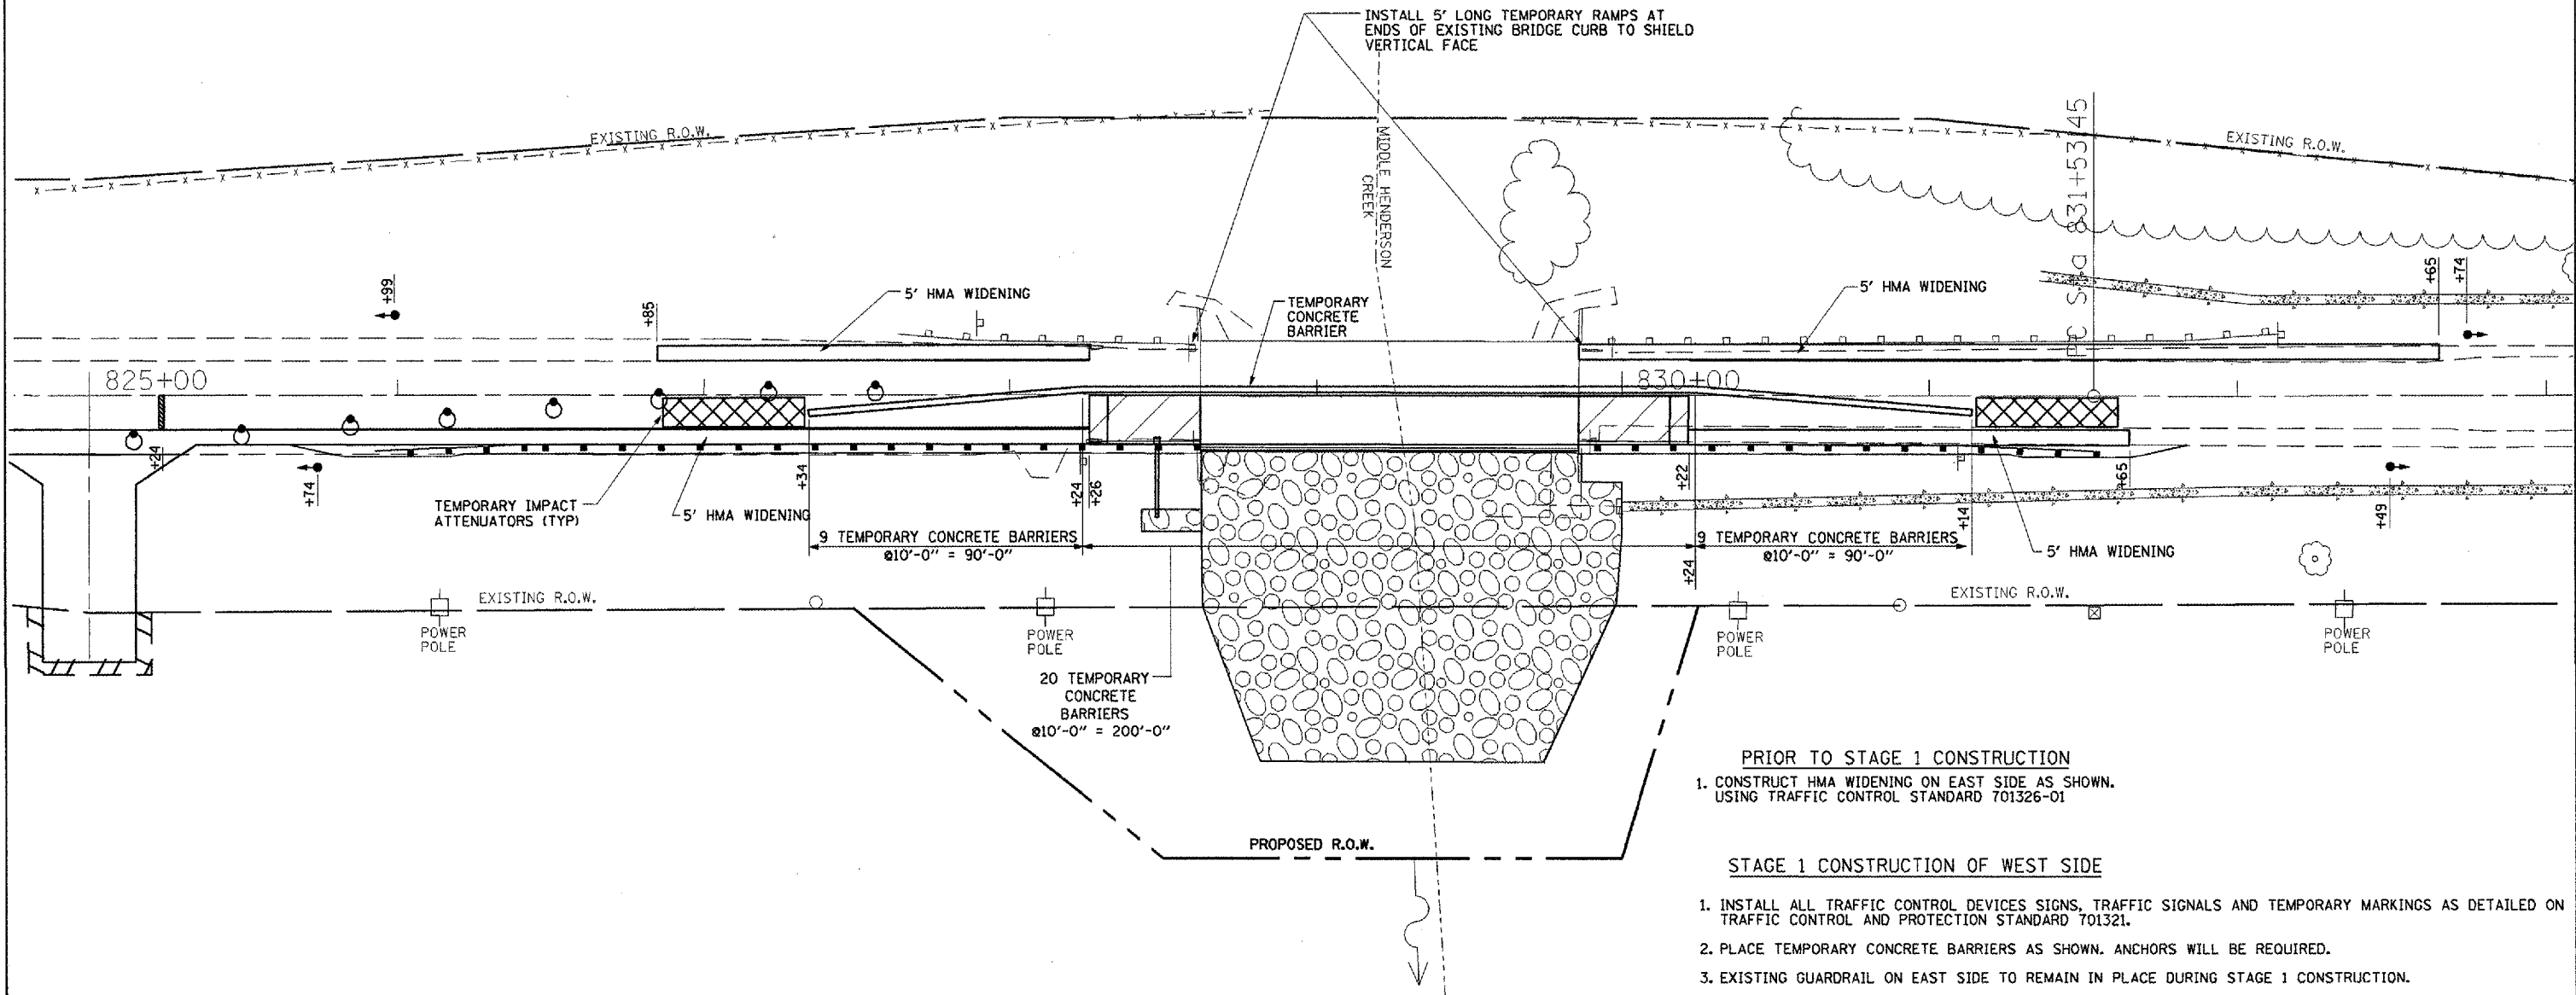 INSTALL 5' LONG TEMPORARY RAMPS AT
ENDS OF EXISTING BRIDGE CURB TO SHIELD
VERTICAL FACE
EXISTING R.O.W.
MIDDLE HENDERSON
CREEK
PC Sta 831+53.45
EXISTING R.O.W.
+99
+85
5' HMA WIDENING
TEMPORARY
CONCRETE
BARRIER
5' HMA WIDENING
+65
+74
825+00
830+00
+24
+74
TEMPORARY IMPACT
ATTENUATORS (TYP)
5' HMA WIDENING
+34
+24
+26
+22
+14
+65
+49
9 TEMPORARY CONCRETE BARRIERS
@10'-0" = 90'-0"
+24
9 TEMPORARY CONCRETE BARRIERS
@10'-0" = 90'-0"
5' HMA WIDENING
EXISTING R.O.W.
EXISTING R.O.W.
POWER
POLE
POWER
POLE
POWER
POLE
POWER
POLE
20 TEMPORARY
CONCRETE
BARRIERS
@10'-0" = 200'-0"
PROPOSED R.O.W.
PRIOR TO STAGE 1 CONSTRUCTION
1. CONSTRUCT HMA WIDENING ON EAST SIDE AS SHOWN.
USING TRAFFIC CONTROL STANDARD 701326-01
STAGE 1 CONSTRUCTION OF WEST SIDE
1. INSTALL ALL TRAFFIC CONTROL DEVICES SIGNS, TRAFFIC SIGNALS AND TEMPORARY MARKINGS AS DETAILED ON
TRAFFIC CONTROL AND PROTECTION STANDARD 701321.
2. PLACE TEMPORARY CONCRETE BARRIERS AS SHOWN. ANCHORS WILL BE REQUIRED.
3. EXISTING GUARDRAIL ON EAST SIDE TO REMAIN IN PLACE DURING STAGE 1 CONSTRUCTION.